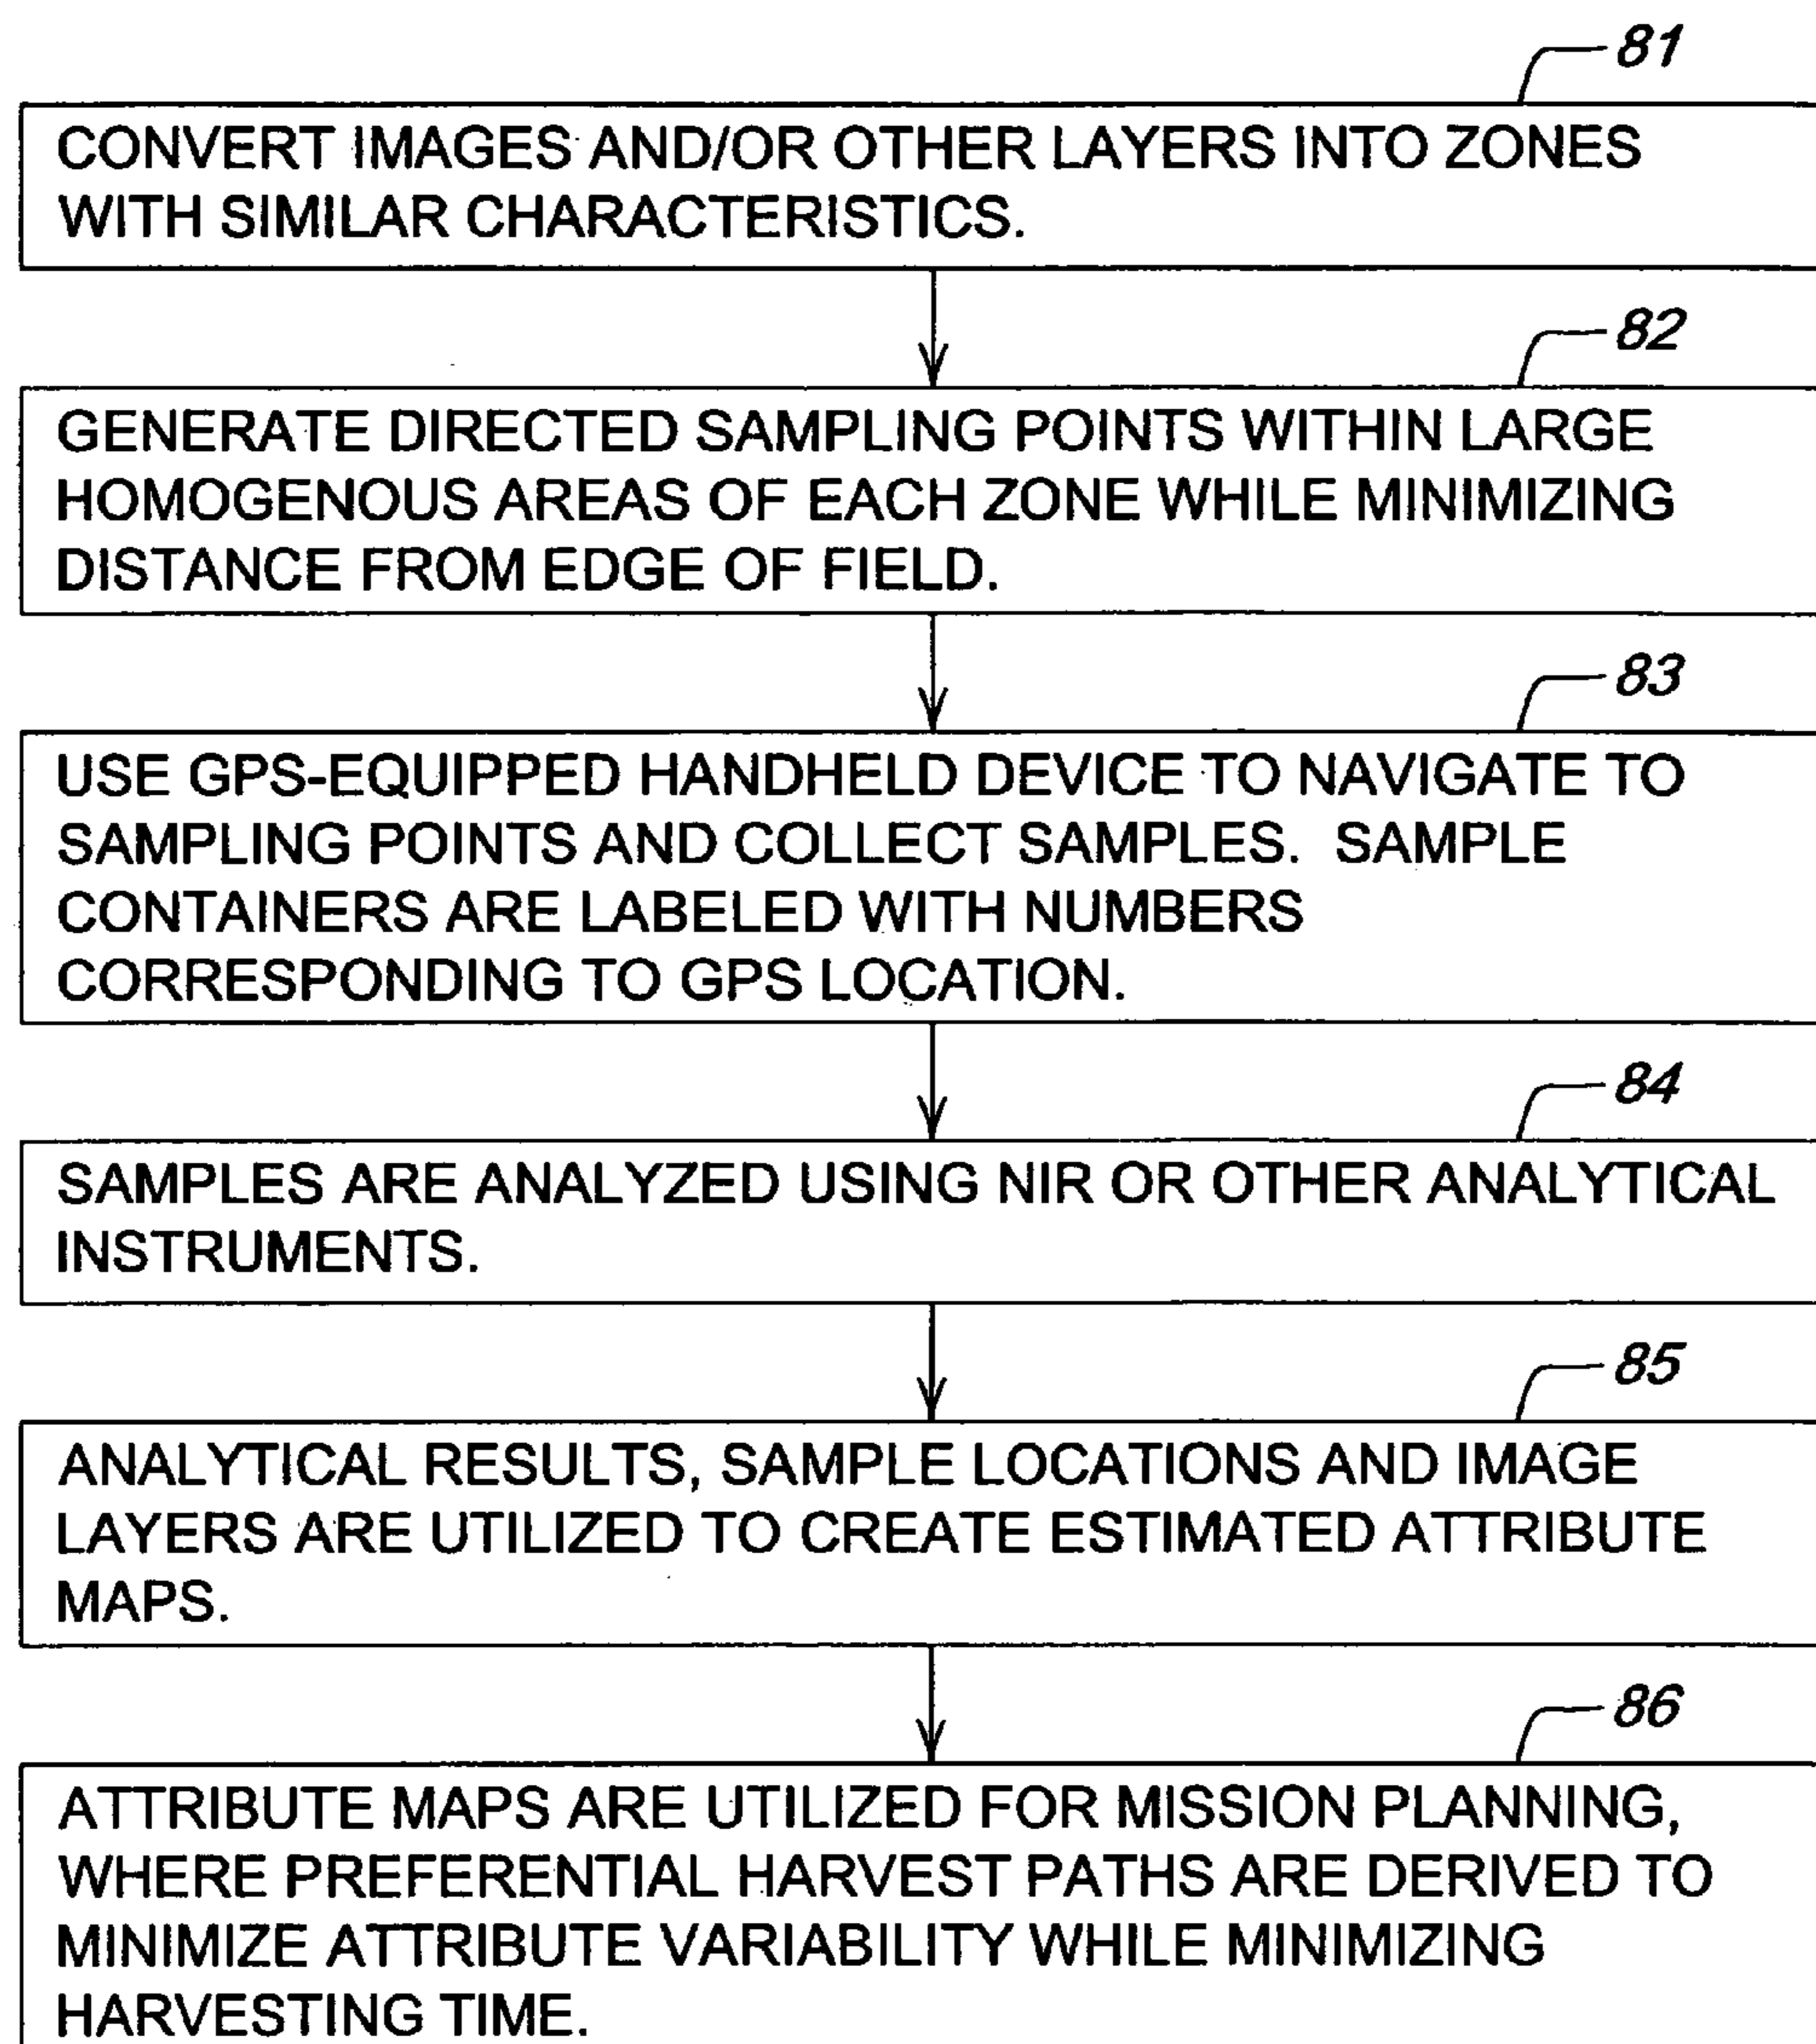 81
CONVERT IMAGES AND/OR OTHER LAYERS INTO ZONES
WITH SIMILAR CHARACTERISTICS.
82
GENERATE DIRECTED SAMPLING POINTS WITHIN LARGE
HOMOGENOUS AREAS OF EACH ZONE WHILE MINIMIZING
DISTANCE FROM EDGE OF FIELD.
83
USE GPS-EQUIPPED HANDHELD DEVICE TO NAVIGATE TO
SAMPLING POINTS AND COLLECT SAMPLES. SAMPLE
CONTAINERS ARE LABELED WITH NUMBERS
CORRESPONDING TO GPS LOCATION.
84
SAMPLES ARE ANALYZED USING NIR OR OTHER ANALYTICAL
INSTRUMENTS.
85
ANALYTICAL RESULTS, SAMPLE LOCATIONS AND IMAGE
LAYERS ARE UTILIZED TO CREATE ESTIMATED ATTRIBUTE
MAPS.
86
ATTRIBUTE MAPS ARE UTILIZED FOR MISSION PLANNING,
WHERE PREFERENTIAL HARVEST PATHS ARE DERIVED TO
MINIMIZE ATTRIBUTE VARIABILITY WHILE MINIMIZING
HARVESTING TIME.